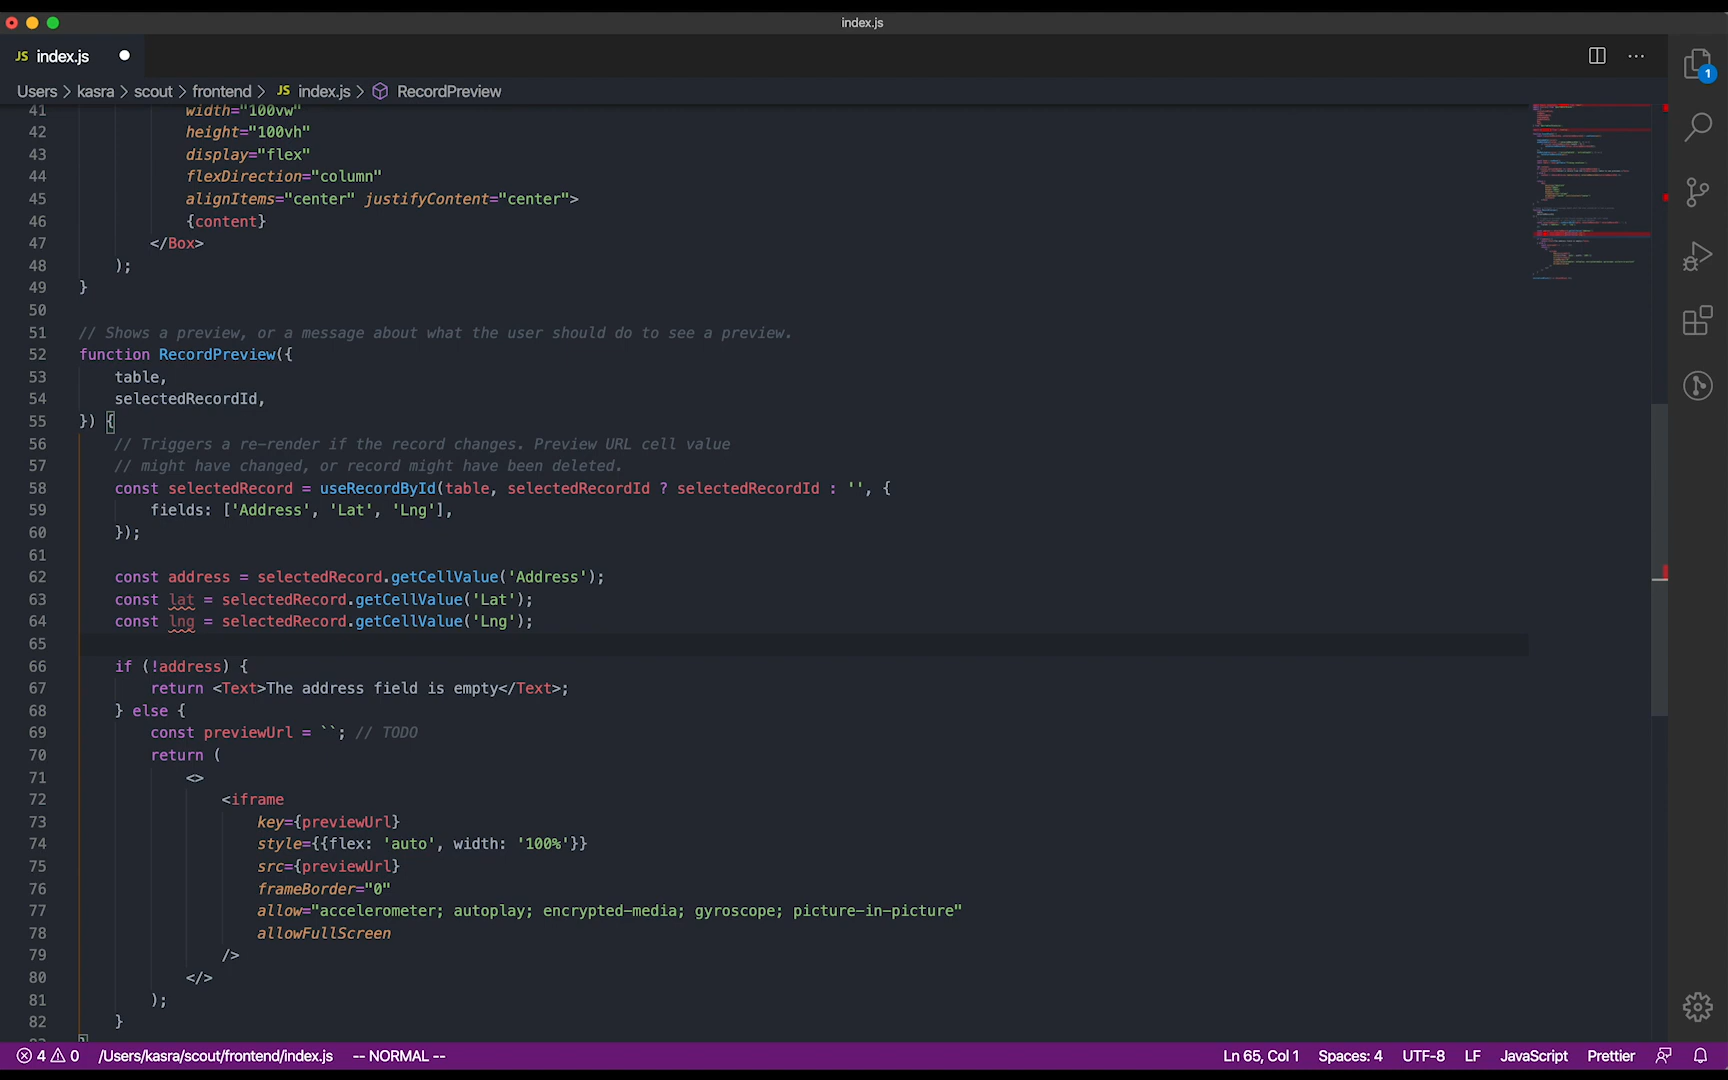 index.js
JS index.js
Users > kasra > scout > frontend > JS index.js > RecordPreview
1
41 width="100vw"
42 height="100vh"
43 display="flex"
44 flexDirection="column"
45 alignItems="center" justifyContent="center">
46 {content}
47 </Box>
48 );
49 }
50
51 // Shows a preview, or a message about what the user should do to see a preview.
52 function RecordPreview({
53 table,
54 selectedRecordId,
55 }) {
56 // Triggers a re-render if the record changes. Preview URL cell value
57 // might have changed, or record might have been deleted.
58 const selectedRecord = useRecordById(table, selectedRecordId ? selectedRecordId : '', {
59 fields: ['Address', 'Lat', 'Lng'],
60 });
61
62 const address = selectedRecord.getCellValue('Address');
63 const lat = selectedRecord.getCellValue('Lat');
64 const lng = selectedRecord.getCellValue('Lng');
65
66 if (!address) {
67 return <Text>The address field is empty</Text>;
68 } else {
69 const previewUrl = ``; // TODO
70 return (
71 <>
72 <iframe
73 key={previewUrl}
74 style={{flex: 'auto', width: '100%'}}
75 src={previewUrl}
76 frameBorder="0"
77 allow="accelerometer; autoplay; encrypted-media; gyroscope; picture-in-picture"
78 allowFullScreen
79 />
80 </>
81 );
82 }
4 0 /Users/kasra/scout/frontend/index.js -- NORMAL -- Ln 65, Col 1 Spaces: 4 UTF-8 LF JavaScript Prettier